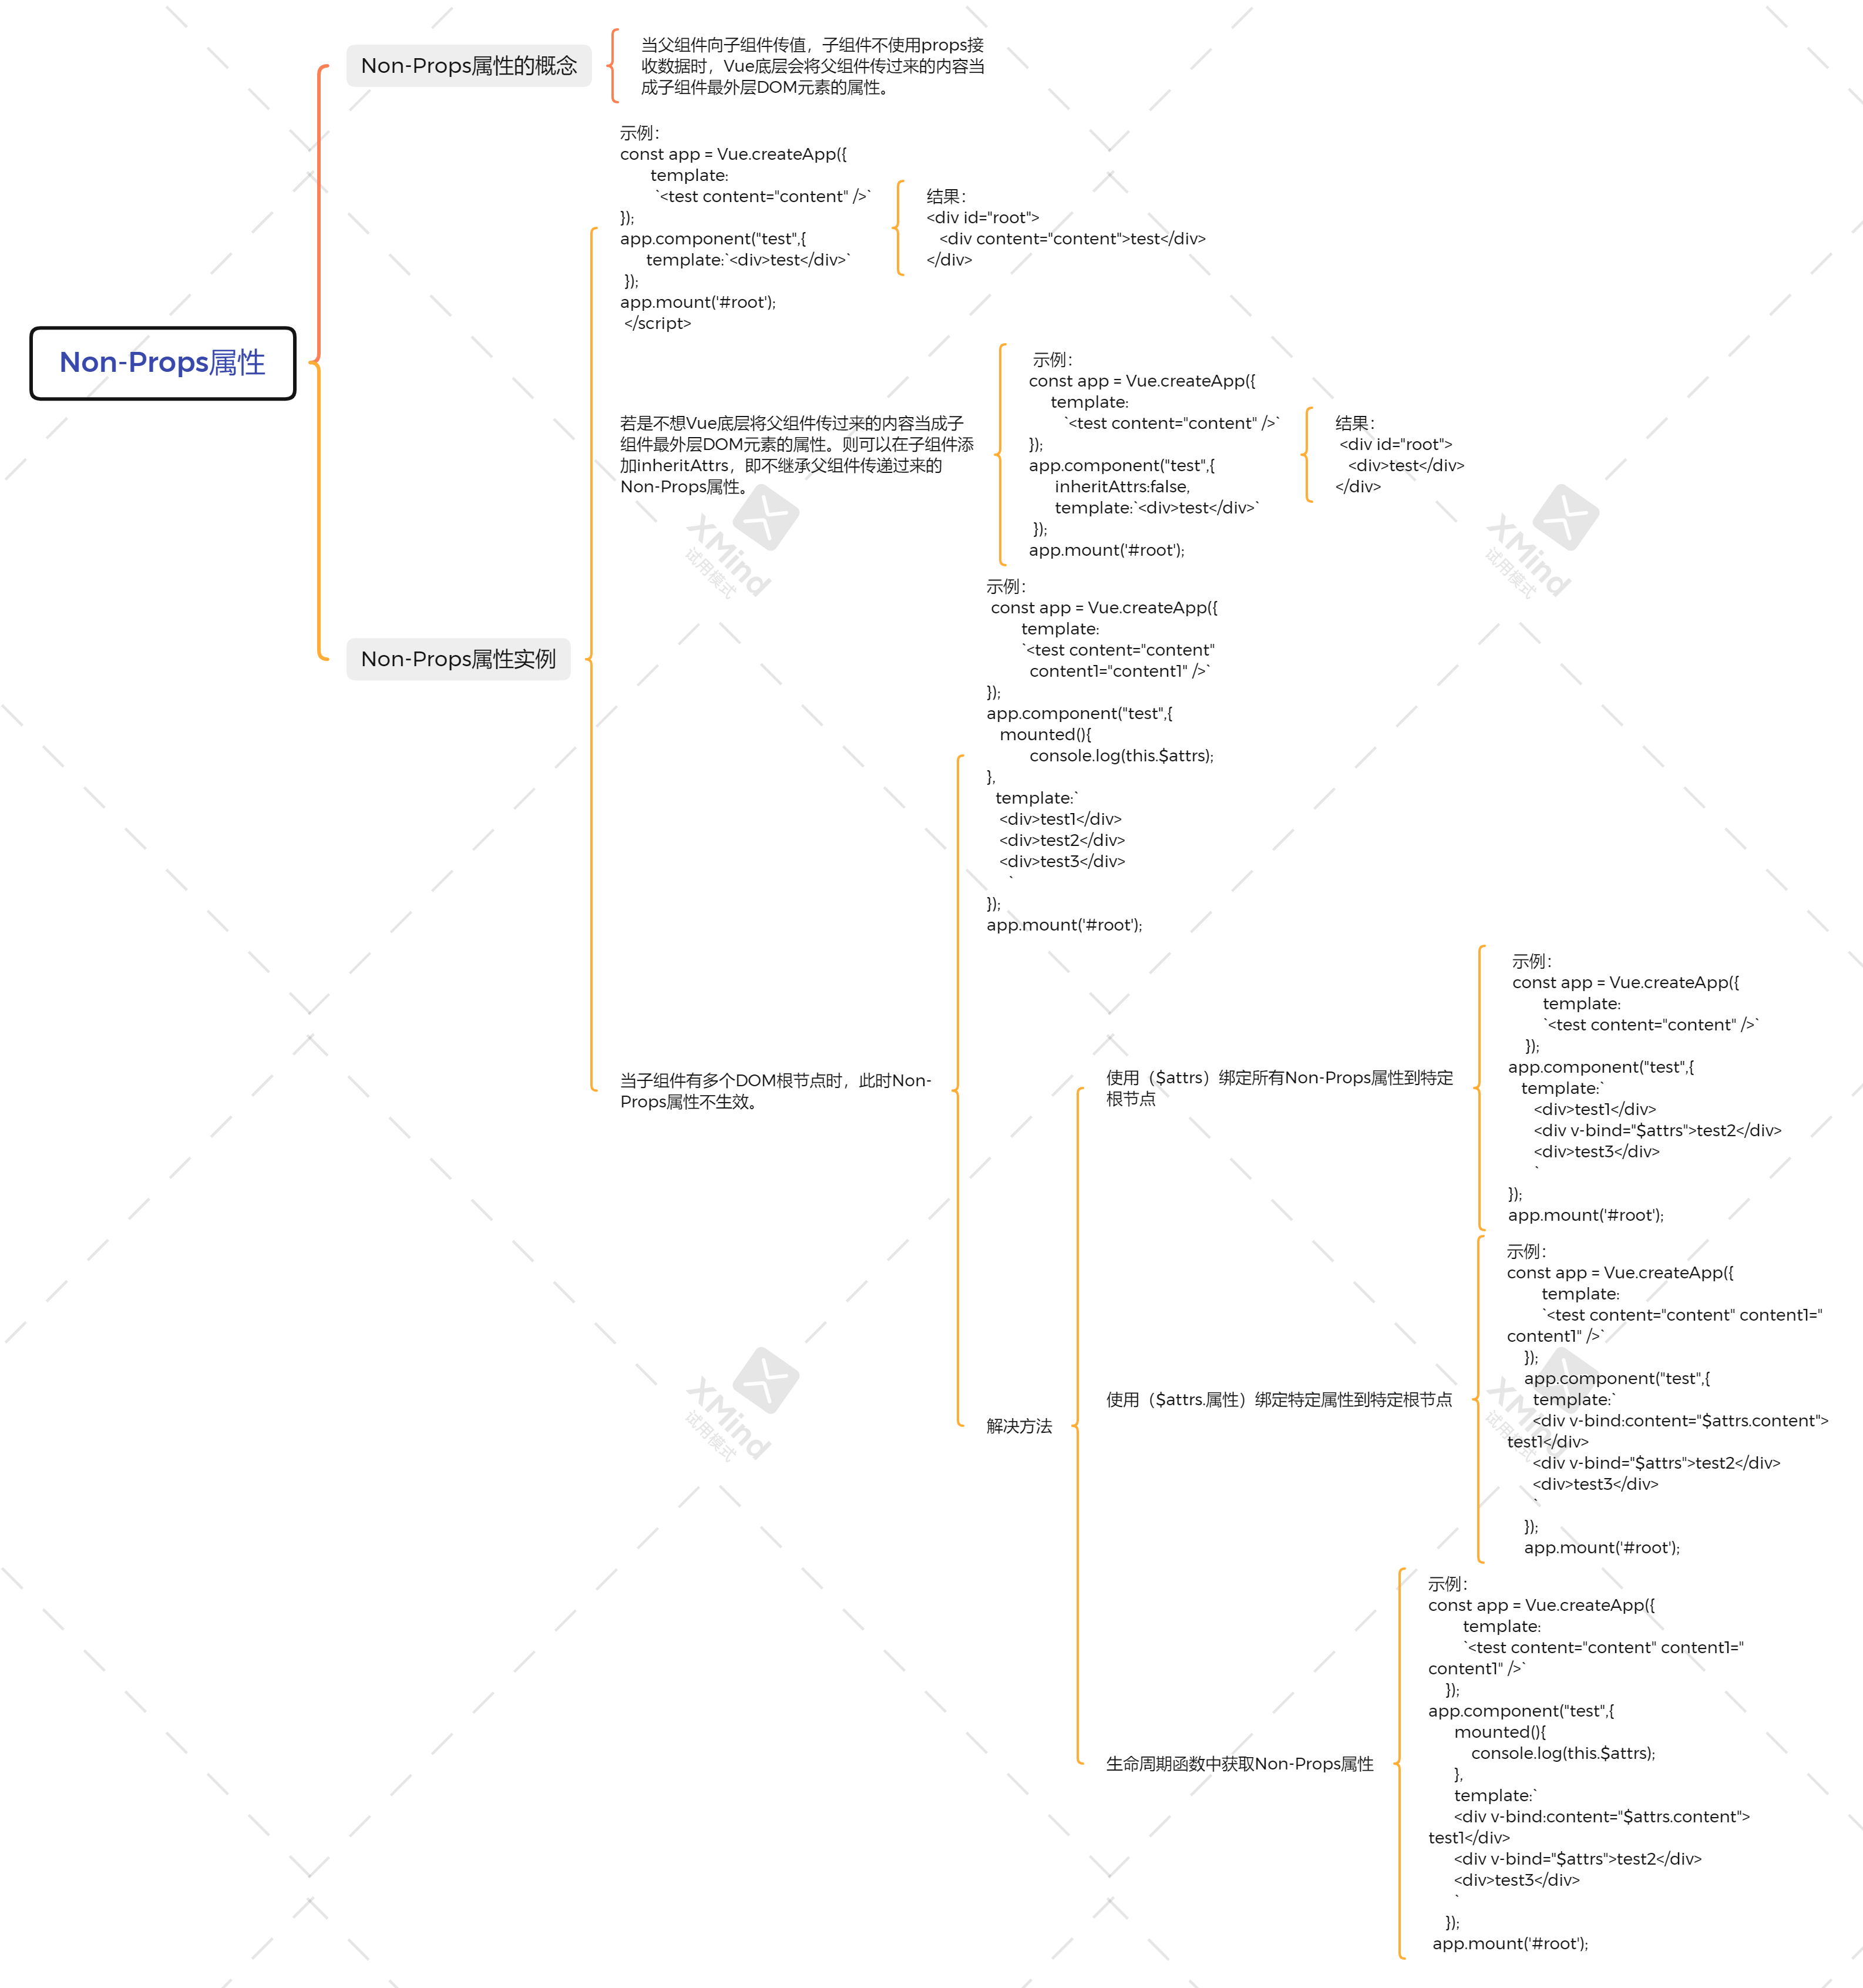 Non-Props属性
Non-Props属性的概念
当父组件向子组件传值，子组件不使用props接
收数据时，Vue底层会将父组件传过来的内容当
成子组件最外层DOM元素的属性。
Non-Props属性实例
示例：
const app = Vue.createApp({
template:
`<test content="content" />`
});
app.component("test",{
template:`<div>test</div>`
});
app.mount('#root');
</script>
结果：
<div id="root">
<div content="content">test</div>
</div>
若是不想Vue底层将父组件传过来的内容当成子
组件最外层DOM元素的属性。则可以在子组件添
加inheritAttrs，即不继承父组件传递过来的
Non-Props属性。
示例：
const app = Vue.createApp({
template:
`<test content="content" />`
});
app.component("test",{
inheritAttrs:false,
template:`<div>test</div>`
});
app.mount('#root');
结果：
<div id="root">
<div>test</div>
</div>
当子组件有多个DOM根节点时，此时Non-
Props属性不生效。
示例：
const app = Vue.createApp({
template:
`<test content="content"
content1="content1" />`
});
app.component("test",{
mounted(){
console.log(this.$attrs);
},
template:`
<div>test1</div>
<div>test2</div>
<div>test3</div>
`
});
app.mount('#root');
解决方法
使用（$attrs）绑定所有Non-Props属性到特定
根节点
示例：
const app = Vue.createApp({
template:
`<test content="content" />`
});
app.component("test",{
template:`
<div>test1</div>
<div v-bind="$attrs">test2</div>
<div>test3</div>
`
});
app.mount('#root');
使用（$attrs.属性）绑定特定属性到特定根节点
示例：
const app = Vue.createApp({
template:
`<test content="content" content1="
content1" />`
});
app.component("test",{
template:`
<div v-bind:content="$attrs.content">
test1</div>
<div v-bind="$attrs">test2</div>
<div>test3</div>
`
});
app.mount('#root');
生命周期函数中获取Non-Props属性
示例：
const app = Vue.createApp({
template:
`<test content="content" content1="
content1" />`
});
app.component("test",{
mounted(){
console.log(this.$attrs);
},
template:`
<div v-bind:content="$attrs.content">
test1</div>
<div v-bind="$attrs">test2</div>
<div>test3</div>
`
});
app.mount('#root');
XMind
试用模式
XMind
试用模式
XMind
试用模式
XMind
试用模式